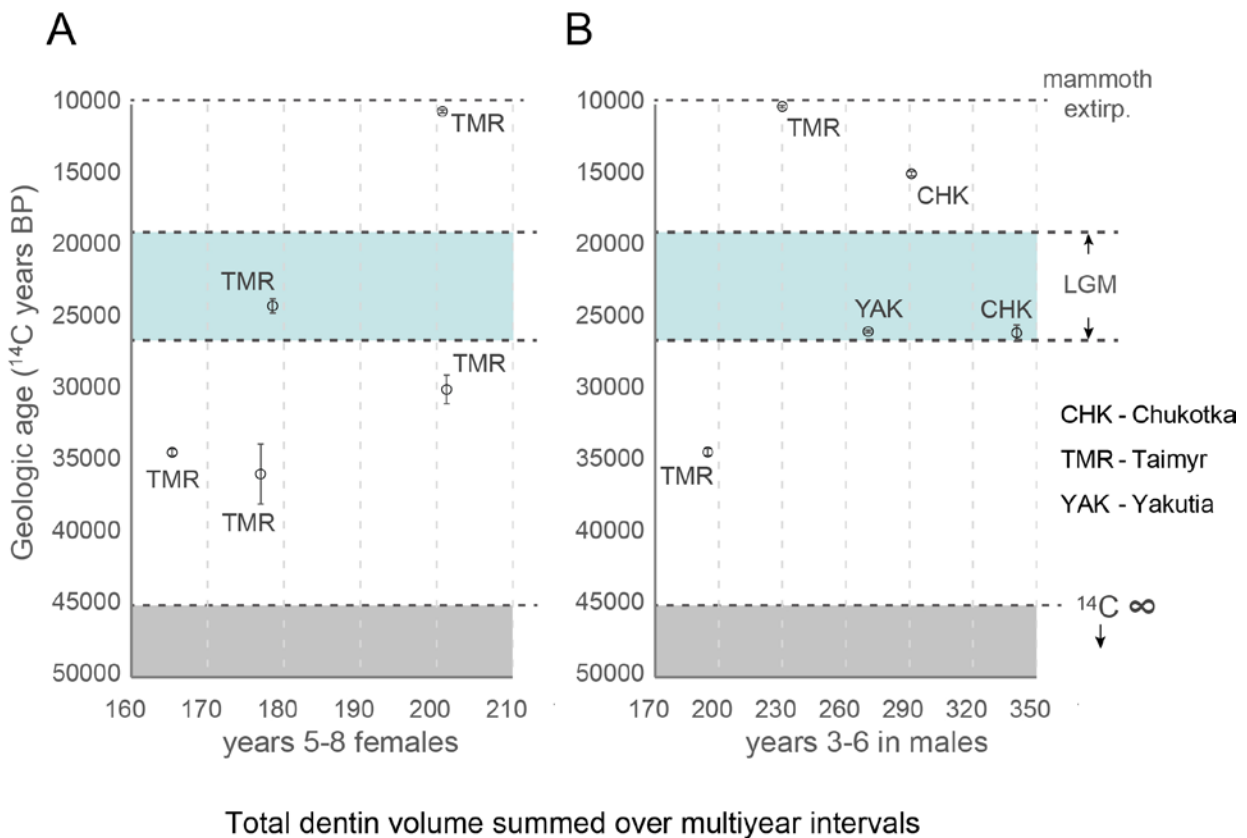 A
B
mammoth
extirp.
10000
15000
20000
25000
30000
35000
40000
45000
50000
Geologic age (¹⁴C years BP)
TMR
TMR
TMR
TMR
TMR
160
170
180
190
200
210
years 5-8 females
10000
15000
20000
25000
30000
35000
40000
45000
50000
TMR
CHK
YAK
CHK
TMR
170
200
230
260
290
320
350
years 3-6 in males
LGM
CHK - Chukotka
TMR - Taimyr
YAK - Yakutia
¹⁴C ∞
Total dentin volume summed over multiyear intervals